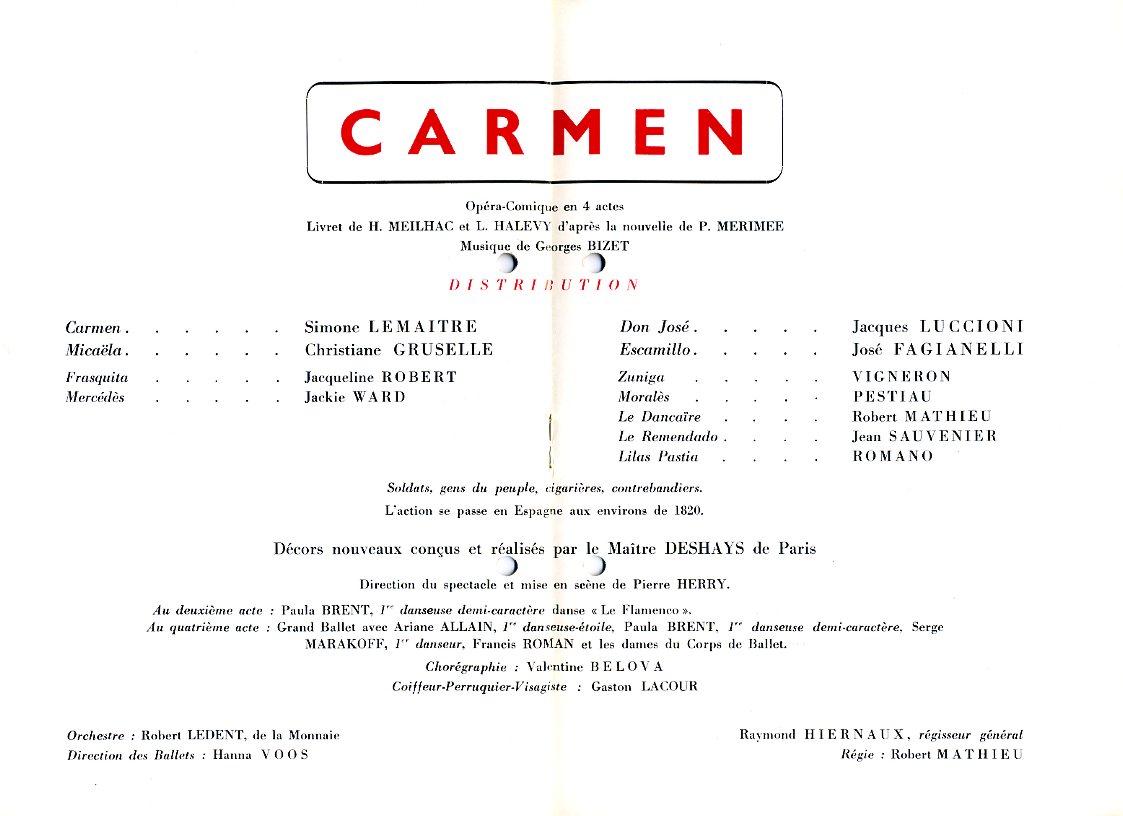 CARMEN
Opéra-Comique en 4 actes
Livret de H. MEILHAC et L. HALEVY d'après la nouvelle de P. MERIMEE
Musique de Georges BIZET
DISTRIBUTION
Carmen . . . . . . Simone LEMAITRE
Micaëla . . . . . . Christiane GRUSELLE
Frasquita . . . . . Jacqueline ROBERT
Mercédès . . . . . Jackie WARD
Don José . . . . . Jacques LUCCIONI
Escamillo . . . . . José FAGIANELLI
Zuniga . . . . . VIGNERON
Moralès . . . . . PESTIAU
Le Dancaïre . . . . Robert MATHIEU
Le Remendado . . . . Jean SAUVENIER
Lilas Pastia . . . . ROMANO
Soldats, gens du peuple, cigarières, contrebandiers.
L'action se passe en Espagne aux environs de 1820.
Décors nouveaux conçus et réalisés par le Maître DESHAYS de Paris
Direction du spectacle et mise en scène de Pierre HERRY.
Au deuxième acte : Paula BRENT, 1re danseuse demi-caractère danse « Le Flamenco ».
Au quatrième acte : Grand Ballet avec Ariane ALLAIN, 1re danseuse-étoile, Paula BRENT, 1re danseuse demi-caractère, Serge
MARAKOFF, 1er danseur, Francis ROMAN et les dames du Corps de Ballet.
Chorégraphie : Valentine BELOVA
Coiffeur-Perruquier-Visagiste : Gaston LACOUR
Orchestre : Robert LEDENT, de la Monnaie
Direction des Ballets : Hanna VOOS
Raymond HIERNAUX, régisseur général
Régie : Robert MATHIEU